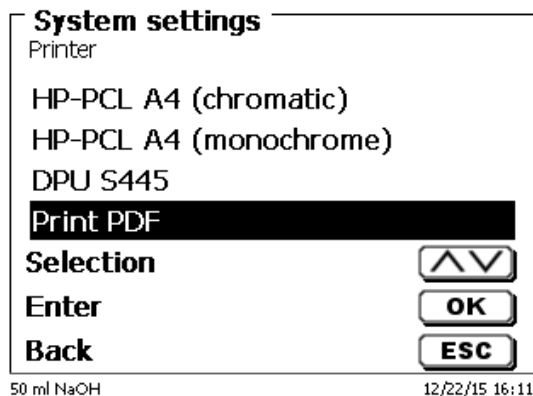 System settings
Printer
HP-PCL A4 (chromatic)
HP-PCL A4 (monochrome)
DPU S445
Print PDF
Selection
Enter OK
Back ESC
50 ml NaOH 12/22/15 16:11